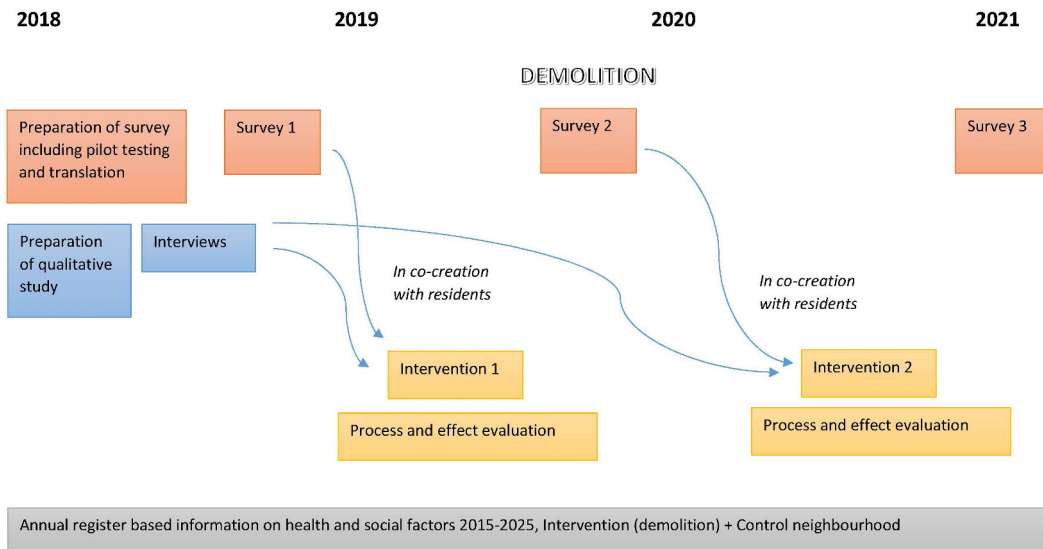 2018 2019 2020 2021
DEMOLITION
Preparation of survey
including pilot testing
and translation
Survey 1
Survey 2
Survey 3
Preparation
of qualitative
study
Interviews
In co-creation
with residents
In co-creation
with residents
Intervention 1
Intervention 2
Process and effect evaluation
Process and effect evaluation
Annual register based information on health and social factors 2015-2025, Intervention (demolition) + Control neighbourhood